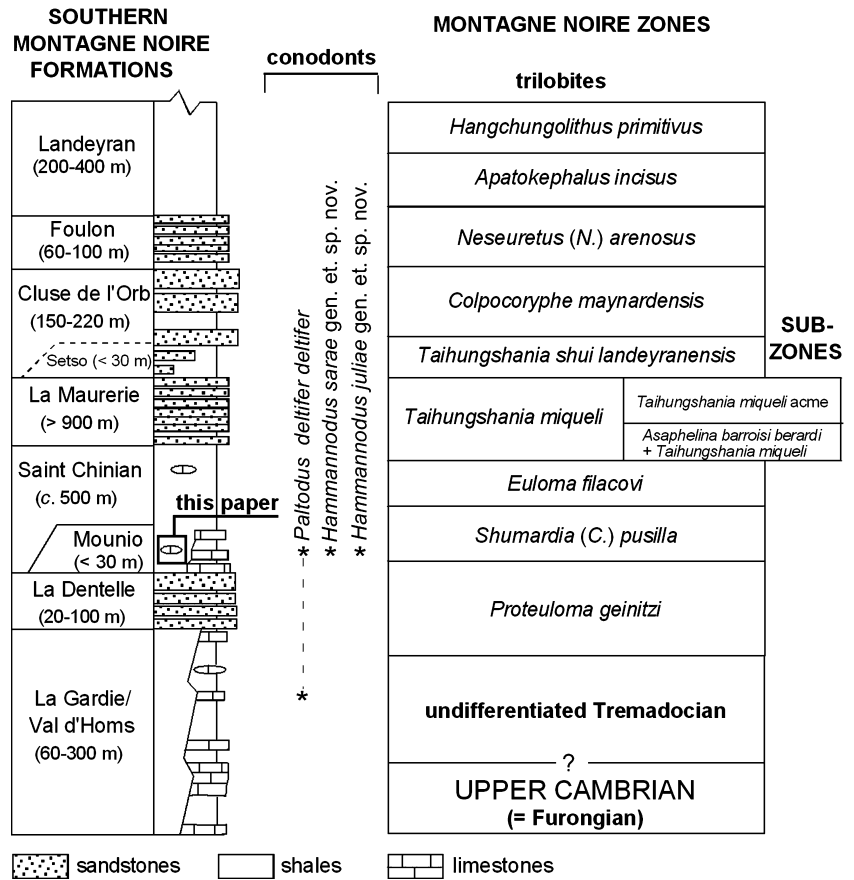 SOUTHERN
MONTAGNE NOIRE
FORMATIONS
MONTAGNE NOIRE ZONES
conodonts
trilobites
Landeyran
(200-400 m)
Foulon
(60-100 m)
Cluse de l'Orb
(150-220 m)
Setso (< 30 m)
La Maurerie
(> 900 m)
Saint Chinian
(c. 500 m)
this paper
Mounio
(< 30 m)
La Dentelle
(20-100 m)
La Gardie/
Val d'Homs
(60-300 m)
* Paltodus deltifer deltifer
* Hammannodus sarae gen. et. sp. nov.
* Hammannodus juliae gen. et. sp. nov.
*
Hangchungolithus primitivus
Apatokephalus incisus
Neseuretus (N.) arenosus
Colpocoryphe maynardensis
Taihungshania shui landeyranensis
SUB-
ZONES
Taihungshania miqueli
Taihungshania miqueli acme
Asaphelina barroisi berardi
+ Taihungshania miqueli
Euloma filacovi
Shumardia (C.) pusilla
Proteuloma geinitzi
undifferentiated Tremadocian
?
UPPER CAMBRIAN
(= Furongian)
sandstones
shales
limestones